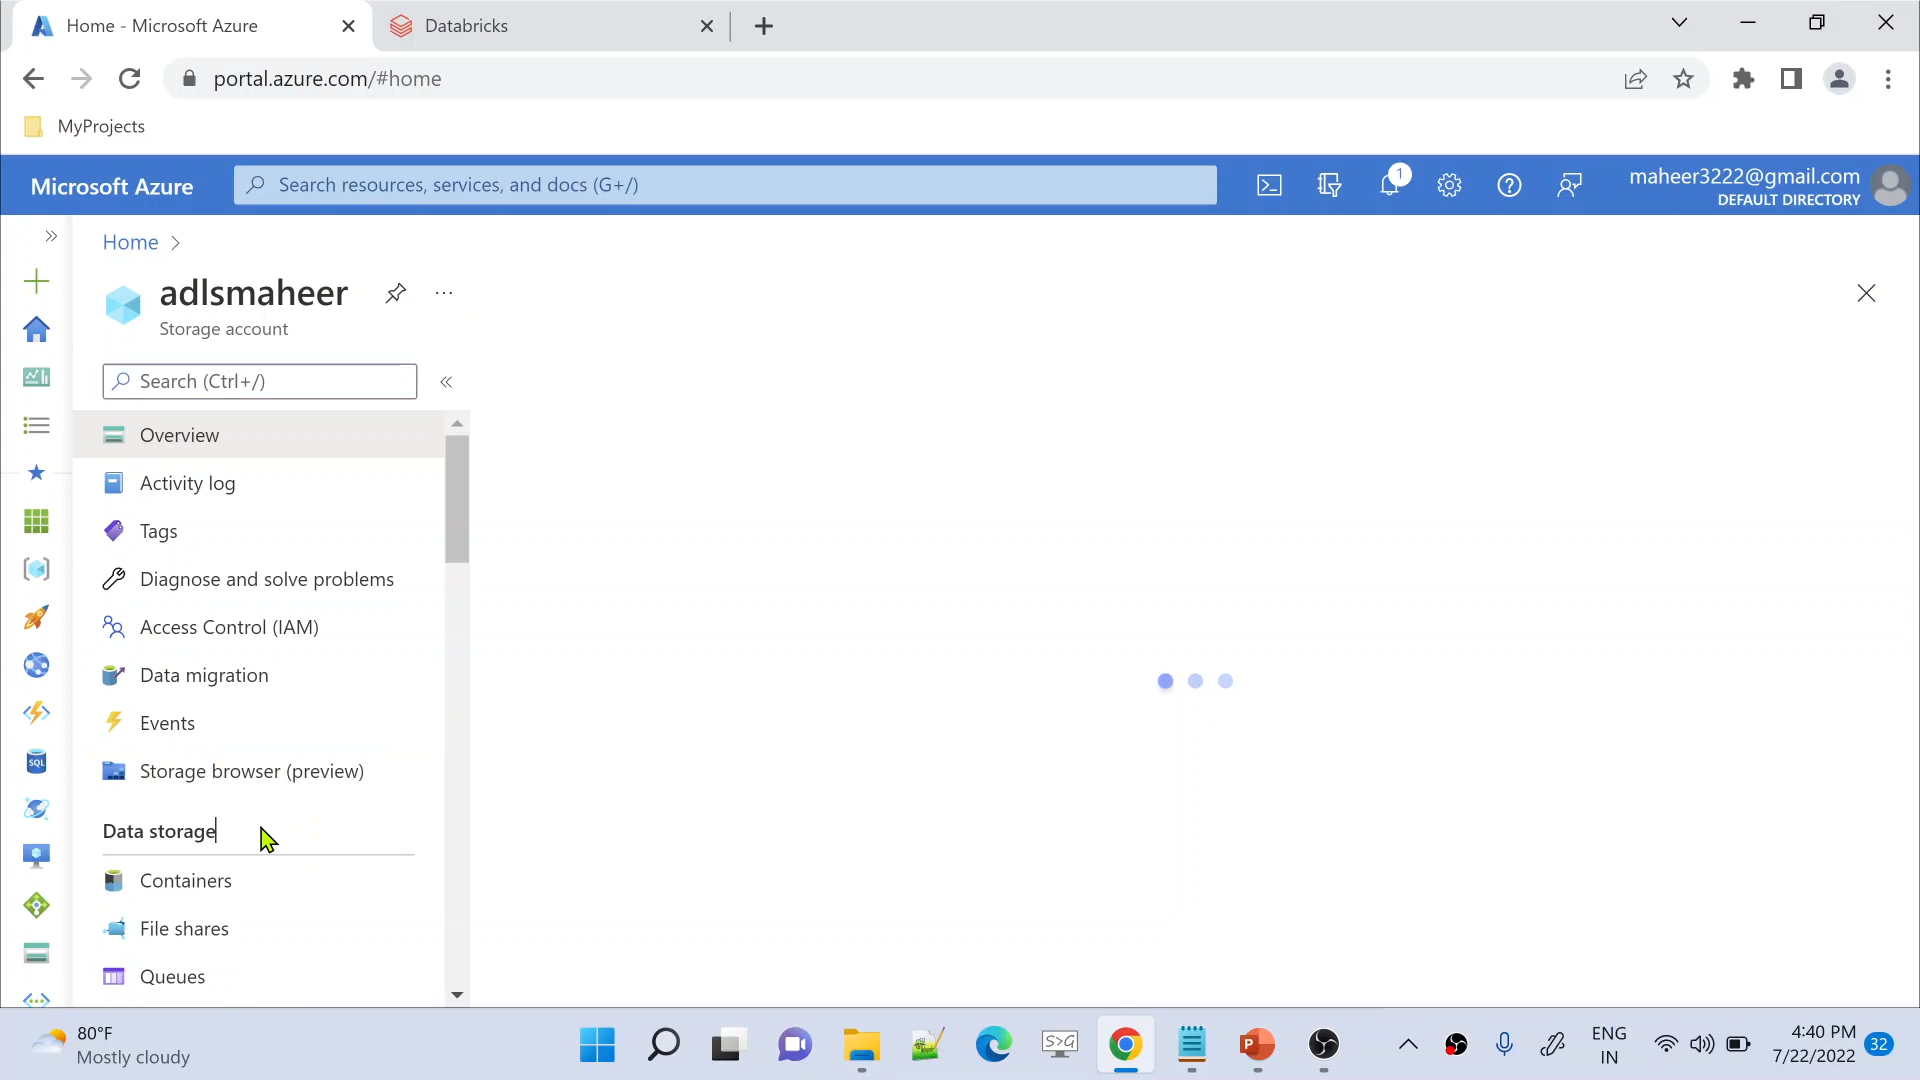 Home - Microsoft Azure
Databricks
portal.azure.com/#home
MyProjects
Microsoft Azure
Search resources, services, and docs (G+/)
1
maheer3222@gmail.com
DEFAULT DIRECTORY
Home
adlsmaheer
Storage account
Search (Ctrl+/)
Overview
Activity log
Tags
Diagnose and solve problems
Access Control (IAM)
Data migration
Events
Storage browser (preview)
Data storage
Containers
File shares
Queues
SQL
80°F
Mostly cloudy
S>G
P
ENG
IN
4:40 PM
7/22/2022
32